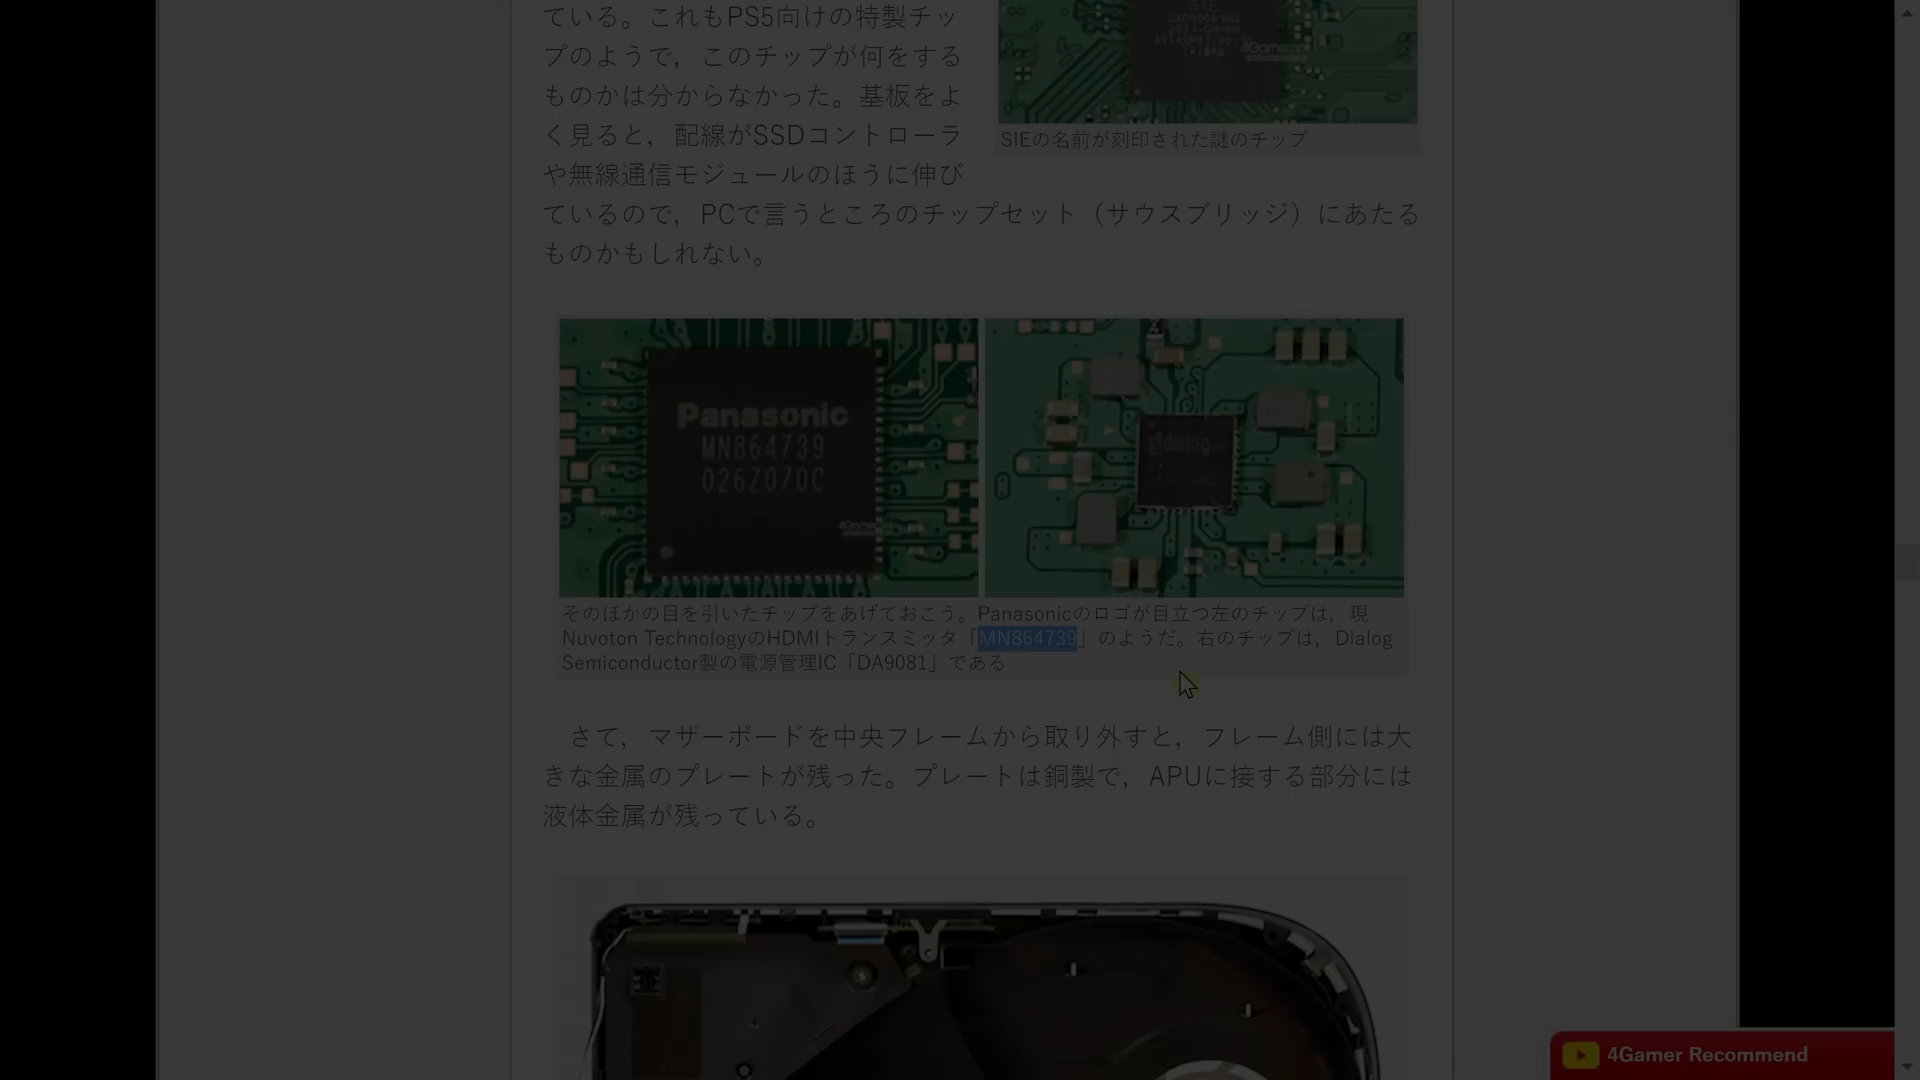 ている。これもPS5向けの特製チッ
プのようで，このチップが何をする
ものかは分からなかった。基板をよ
く見ると，配線がSSDコントローラ
や無線通信モジュールのほうに伸び
ているので，PCで言うところのチップセット（サウスブリッジ）にあたる
ものかもしれない。
SIE
SIEの名前が刻印された謎のチップ
Panasonic
MN864739
026Z070C
dialog
そのほかの目を引いたチップをあげておこう。Panasonicのロゴが目立つ左のチップは，現
Nuvoton TechnologyのHDMIトランスミッタ「MN864739」のようだ。右のチップは，Dialog
Semiconductor製の電源管理IC「DA9081」である
さて，マザーボードを中央フレームから取り外すと，フレーム側には大
きな金属のプレートが残った。プレートは銅製で，APUに接する部分には
液体金属が残っている。
4Gamer Recommend